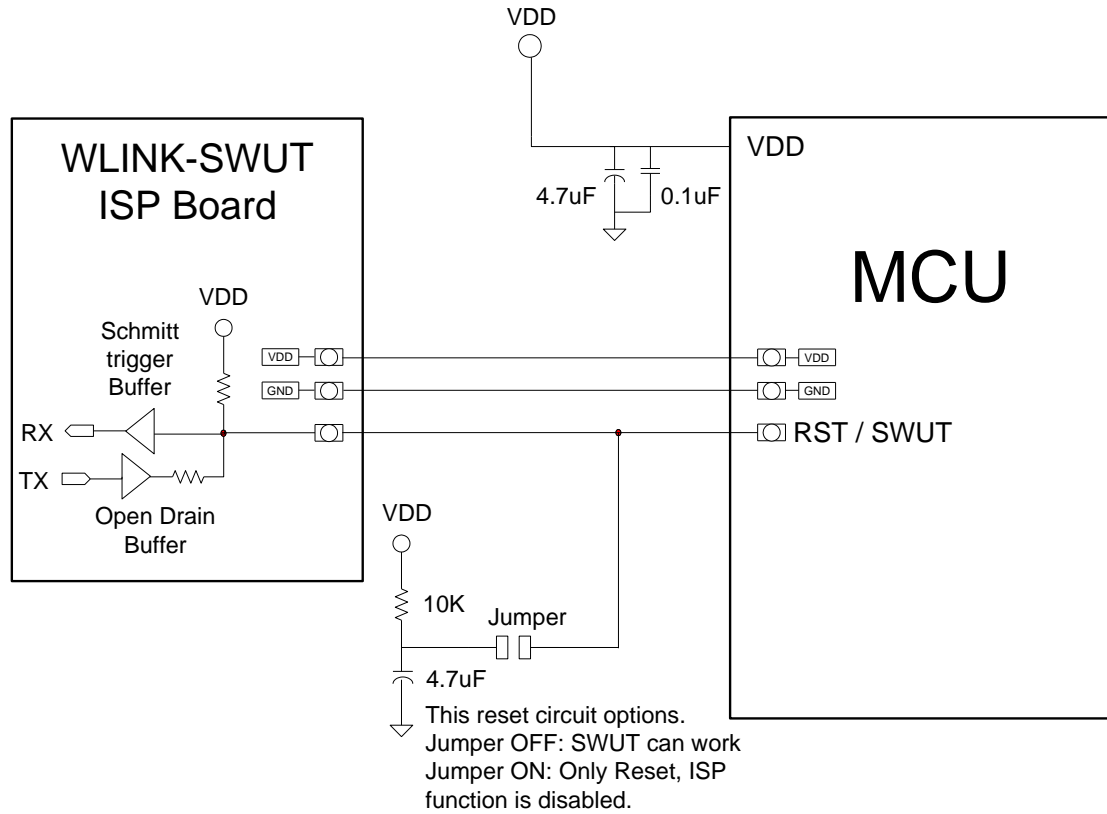 VDD
WLINK-SWUT
ISP Board
VDD
4.7uF
0.1uF
MCU
VDD
Schmitt
trigger
Buffer
VDD
VDD
GND
GND
RX
RST / SWUT
TX
Open Drain
Buffer
VDD
10K
Jumper
4.7uF
This reset circuit options.
Jumper OFF: SWUT can work
Jumper ON: Only Reset, ISP
function is disabled.